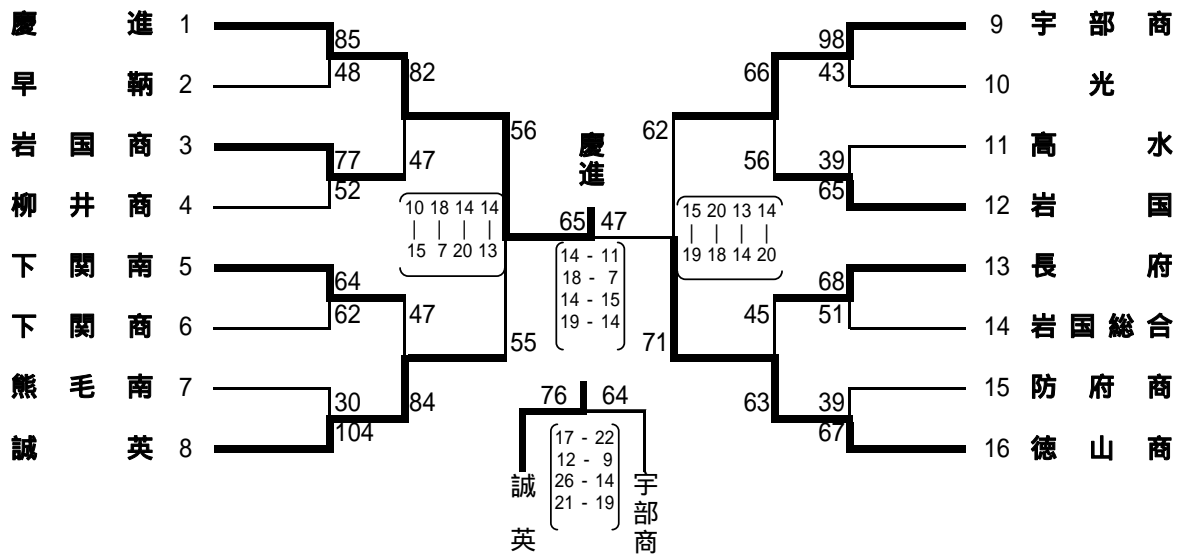 慶進 1
85
48
早鞆 2
82
岩国商 3
77
52
47
柳井商 4
56
10 18 14 14
| | | |
15 7 20 13
下関南 5
64
62
47
下関商 6
55
熊毛南 7
30
104
84
誠英 8
慶進
65 47
14 - 11
18 - 7
14 - 15
19 - 14
76 64
17 - 22
12 - 9
26 - 14
21 - 19
誠英
宇部商
9 宇部商
98
43
10 光
66
11 高水
39
65
56
12 岩国
62
15 20 13 14
| | | |
19 18 14 20
13 長府
68
51
45
14 岩国総合
71
15 防府商
39
67
63
16 徳山商